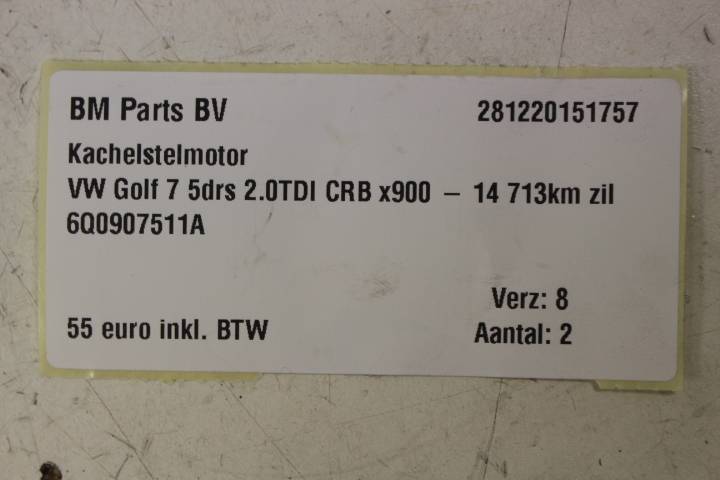 BM Parts BV 281220151757
Kachelstelmotor
VW Golf 7 5drs 2.0TDI CRB x900 – 14 713km zil
6Q0907511A
Verz: 8
55 euro inkl. BTW Aantal: 2